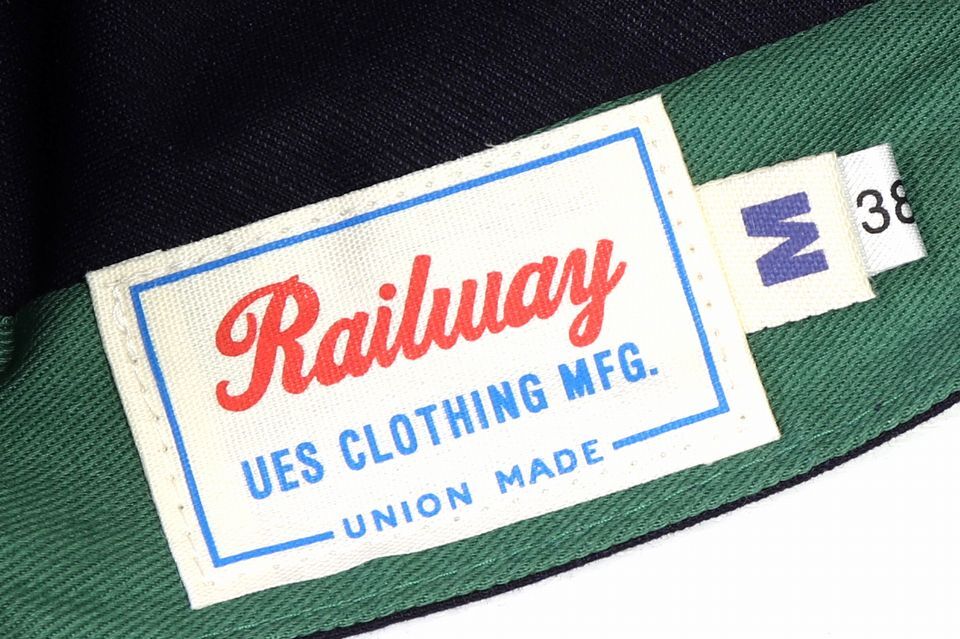 Railway
UES CLOTHING MFG.
UNION MADE
M
38